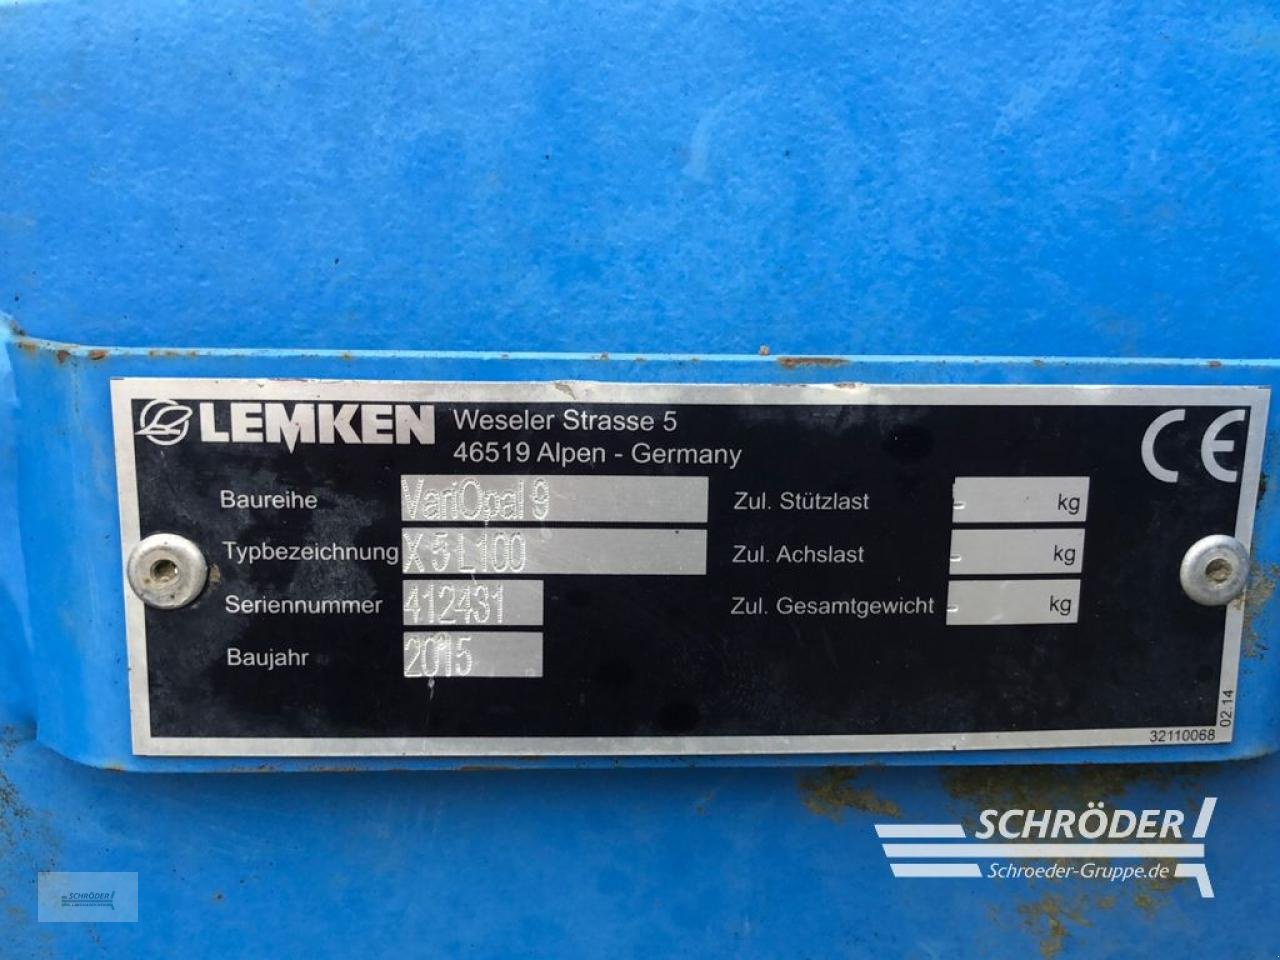 LEMKEN
Weseler Strasse 5
46519 Alpen - Germany
CE
Baureihe VariOpal 9
Typbezeichnung X 5 L100
Seriennummer 412431
Baujahr 2015
Zul. Stützlast - kg
Zul. Achslast - kg
Zul. Gesamtgewicht - kg
32110068
02.14
SCHRÖDER
Schroeder-Gruppe.de
SCHRÖDER